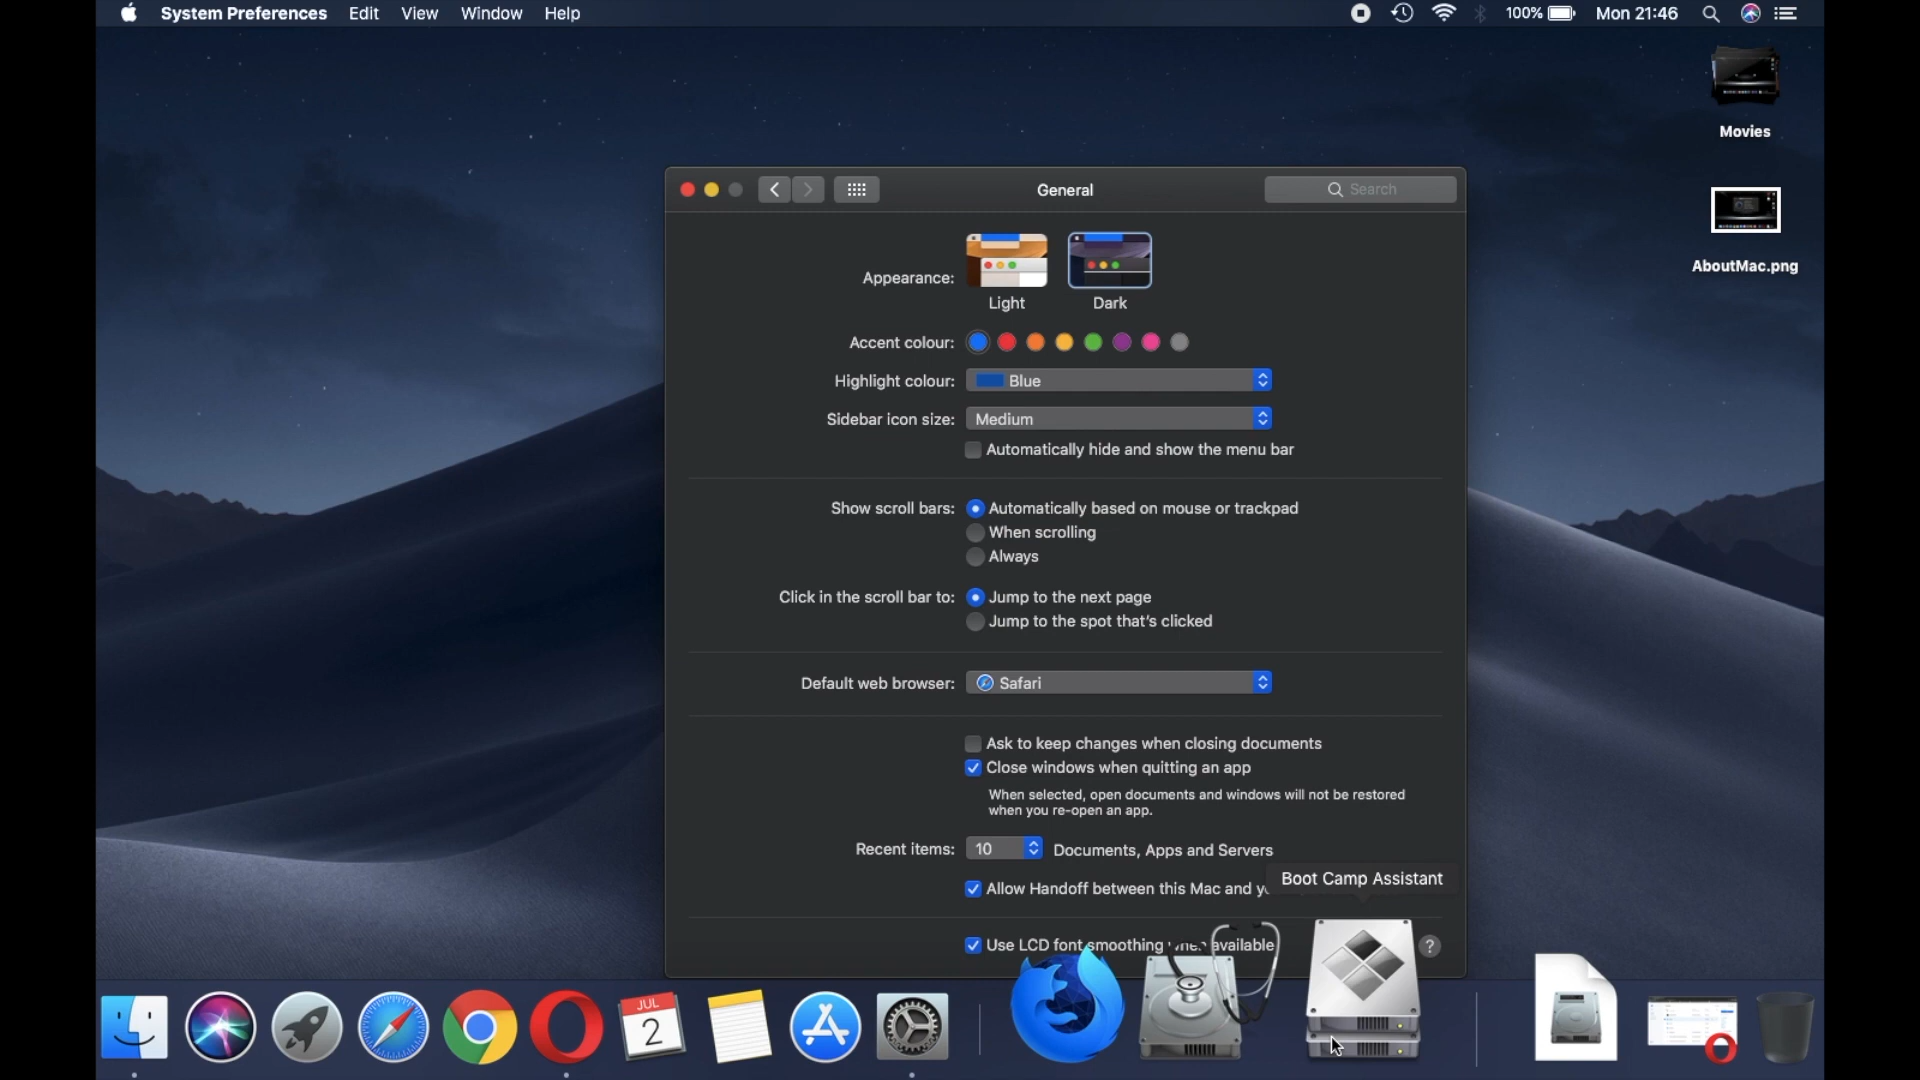 System Preferences Edit View Window Help 100% Mon 21:46
Movies
AboutMac.png
General
Search
Appearance:
Light Dark
Accent colour:
Highlight colour: Blue
Sidebar icon size: Medium
Automatically hide and show the menu bar
Show scroll bars: Automatically based on mouse or trackpad
When scrolling
Always
Click in the scroll bar to: Jump to the next page
Jump to the spot that's clicked
Default web browser: Safari
Ask to keep changes when closing documents
Close windows when quitting an app
When selected, open documents and windows will not be restored
when you re-open an app.
Recent items: 10 Documents, Apps and Servers
Allow Handoff between this Mac and
Boot Camp Assistant
Use LCD font smoothing when available
?
JUL
2